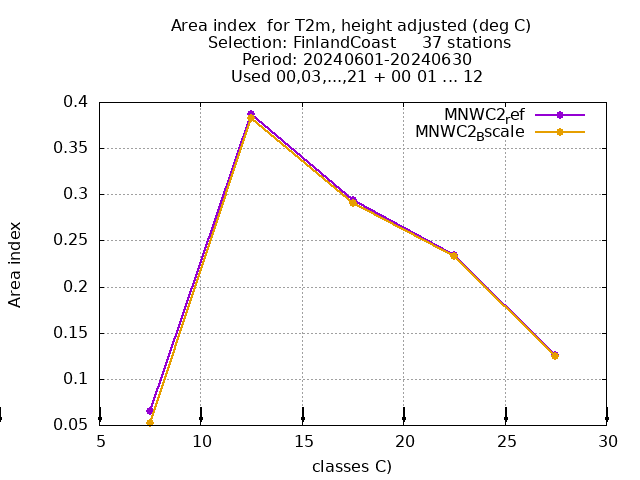 Area index  for T2m, height adjusted (deg C)
Selection: FinlandCoast     37 stations
Period: 20240601-20240630
Used 00,03,...,21 + 00 01 ... 12
MNWC2ref
MNWC2Bscale
0.4
0.35
0.3
0.25
0.2
0.15
0.1
0.05
Area index
5 10 15 20 25 30
classes C)